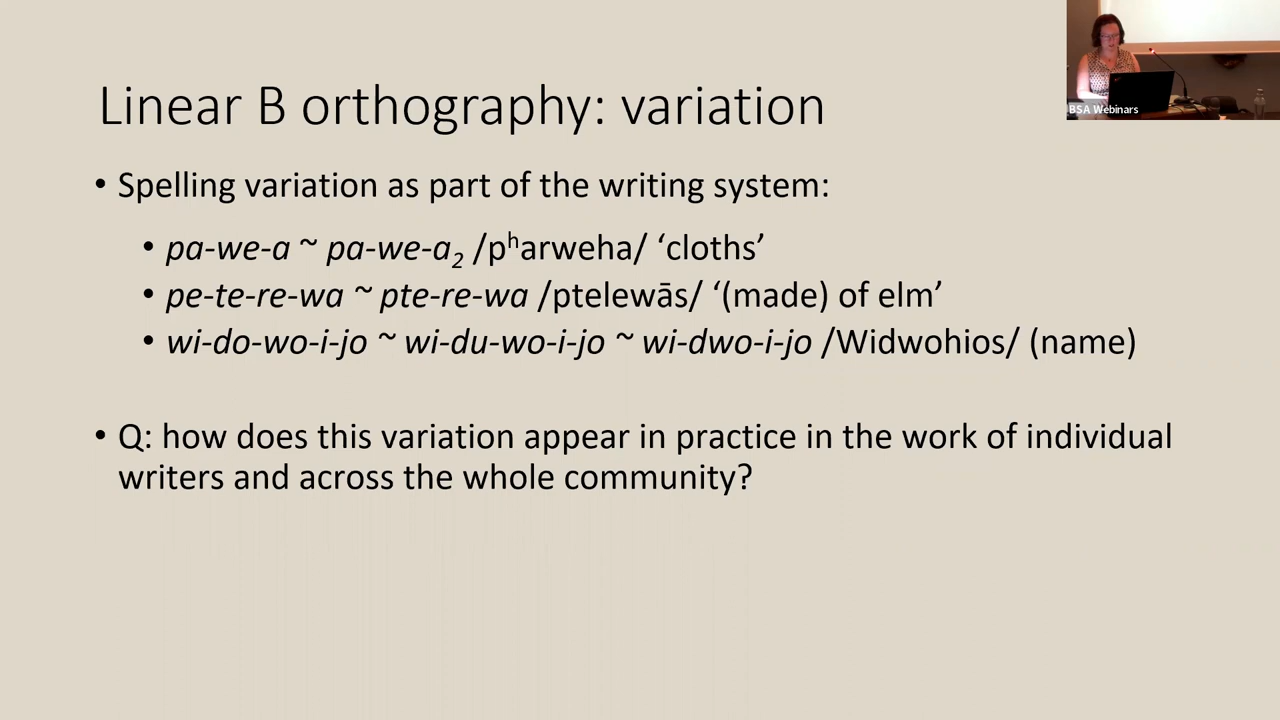 Linear B orthography: variation
BSA Webinars
• Spelling variation as part of the writing system:
• pa-we-a ~ pa-we-a₂ /pʰarweha/ ‘cloths’
• pe-te-re-wa ~ pte-re-wa /ptelewās/ ‘(made) of elm’
• wi-do-wo-i-jo ~ wi-du-wo-i-jo ~ wi-dwo-i-jo /Widwohios/ (name)
• Q: how does this variation appear in practice in the work of individual
writers and across the whole community?